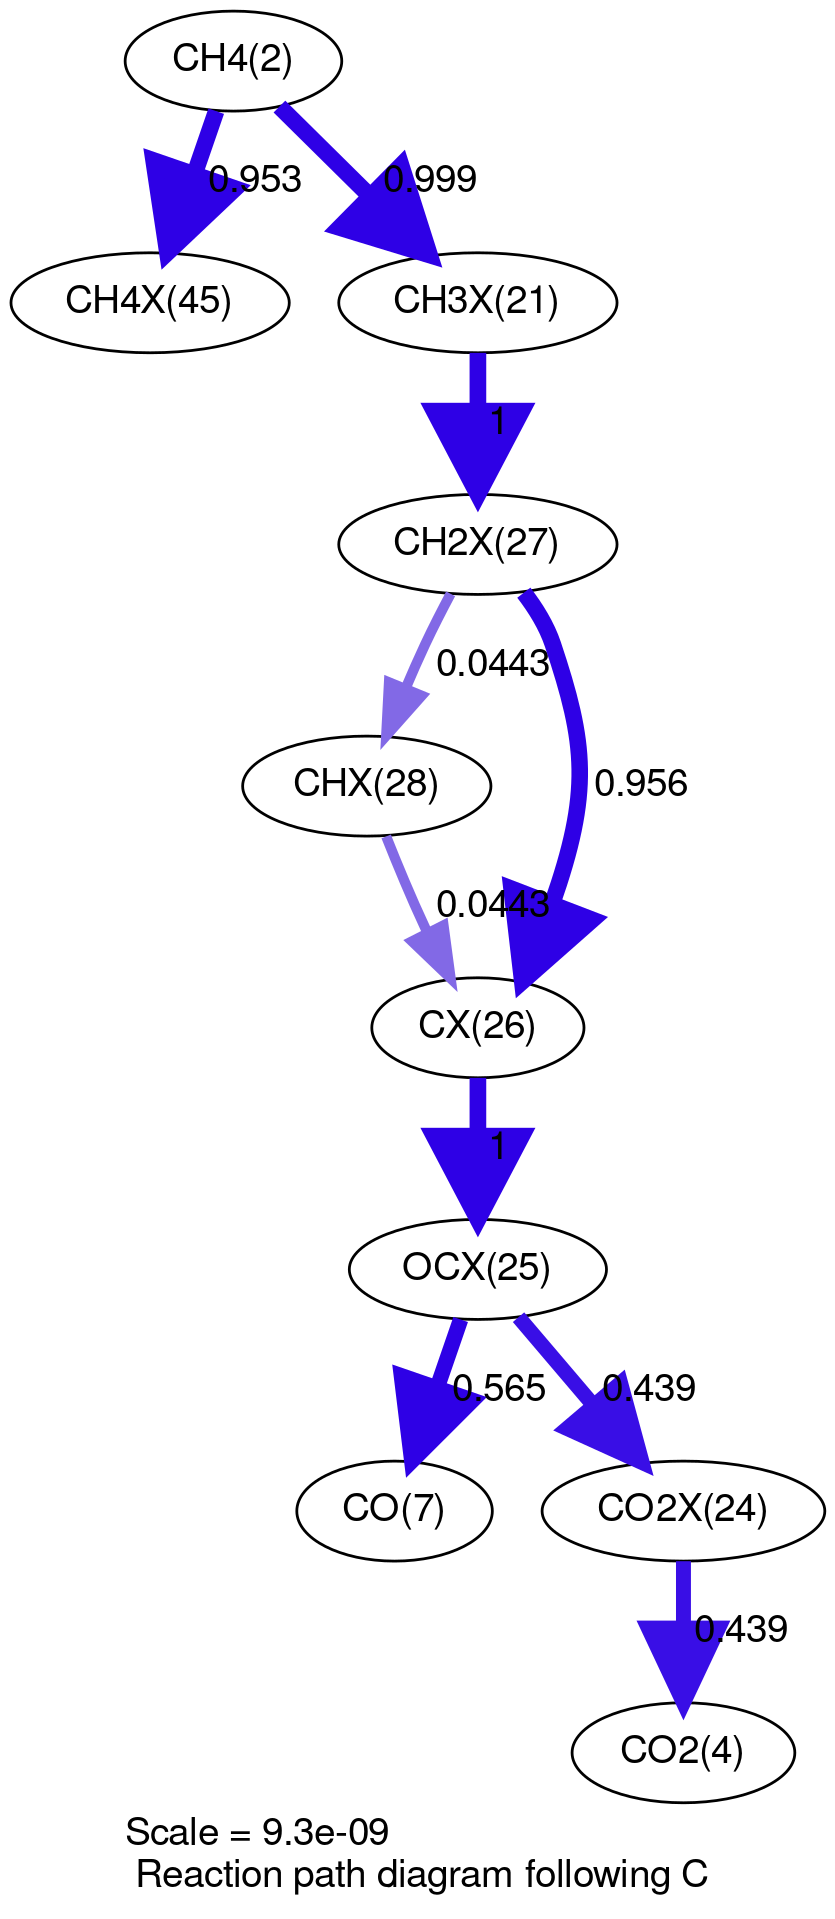 CH4(2)
0.953
0.999
CH4X(45)
CH3X(21)
1
CH2X(27)
0.0443
0.956
CHX(28)
0.0443
CX(26)
1
OCX(25)
0.565
0.439
CO(7)
CO2X(24)
0.439
CO2(4)
Scale = 9.3e-09
Reaction path diagram following C